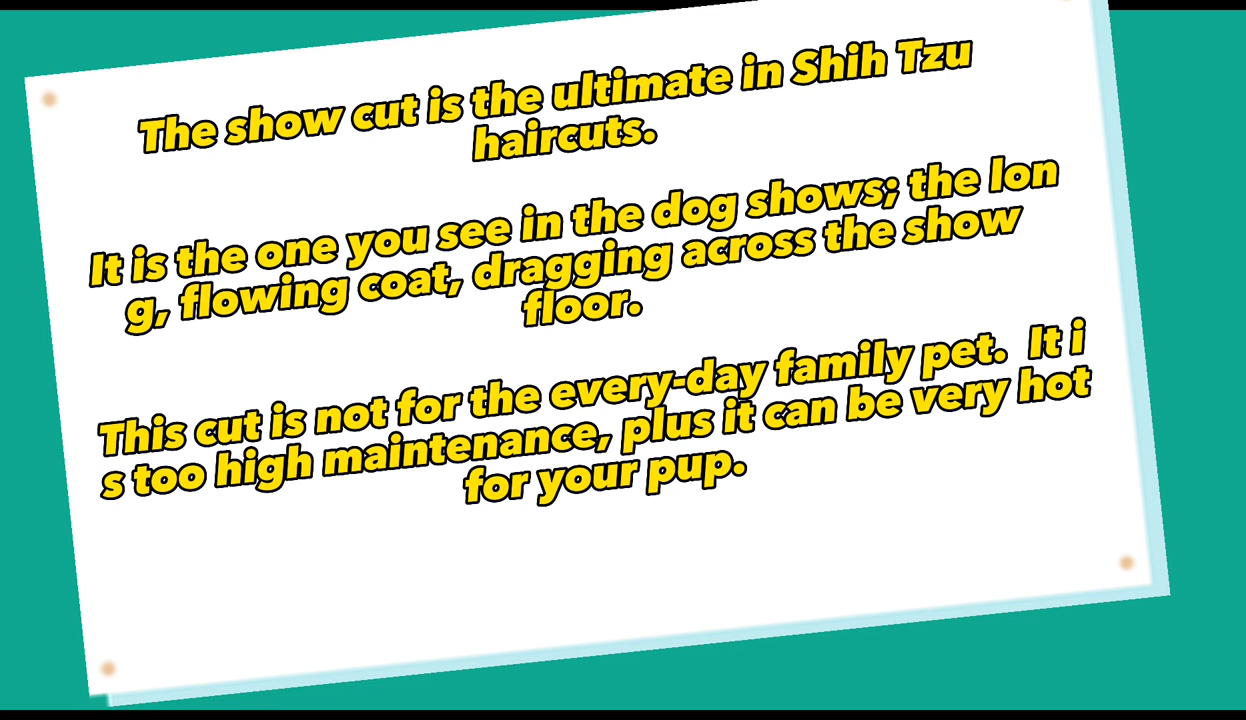 The show cut is the ultimate in Shih Tzu
haircuts.
It is the one you see in the dog shows; the lon
g, flowing coat, dragging across the show
floor.
This cut is not for the every-day family pet.  It i
s too high maintenance, plus it can be very hot
for your pup.